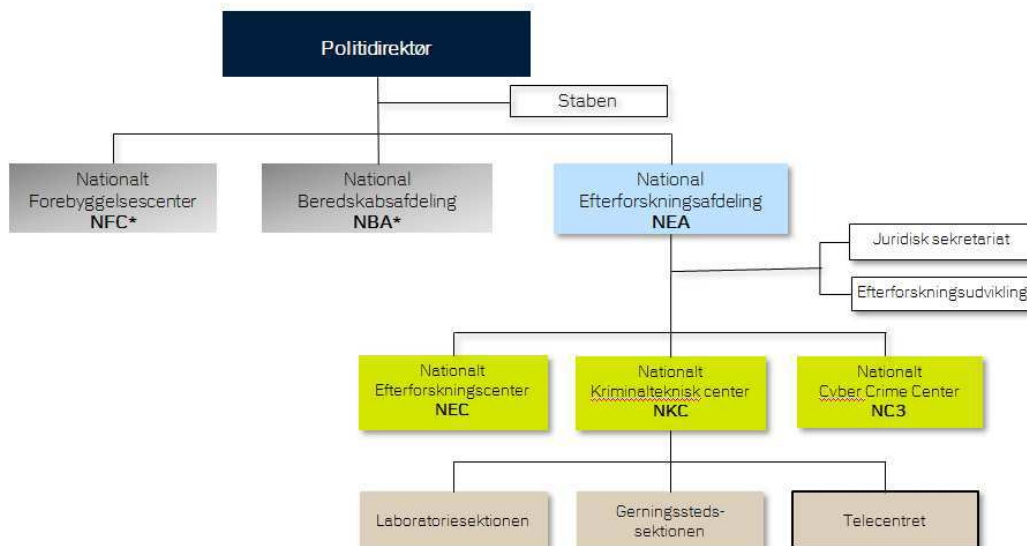 Politidirektør
Staben
Nationalt
Forebyggelsescenter
NFC*
National
Beredskabsafdeling
NBA*
National
Efterforskningsafdeling
NEA
Juridisk sekretariat
Efterforskningsudvikling
Nationalt
Efterforskningscenter
NEC
Nationalt
Kriminalteknisk center
NKC
Nationalt
Cyber Crime Center
NC3
Laboratoriesektionen
Gerningssteds-
sektionen
Telecentret